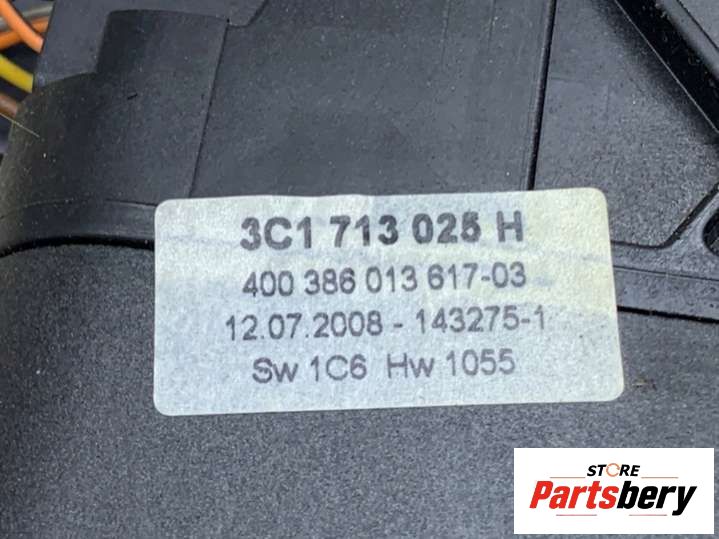 3C1 713 025 H
400 386 013 617-03
12.07.2008 - 143275-1
Sw 1C6 Hw 1055
STORE
Partsbery